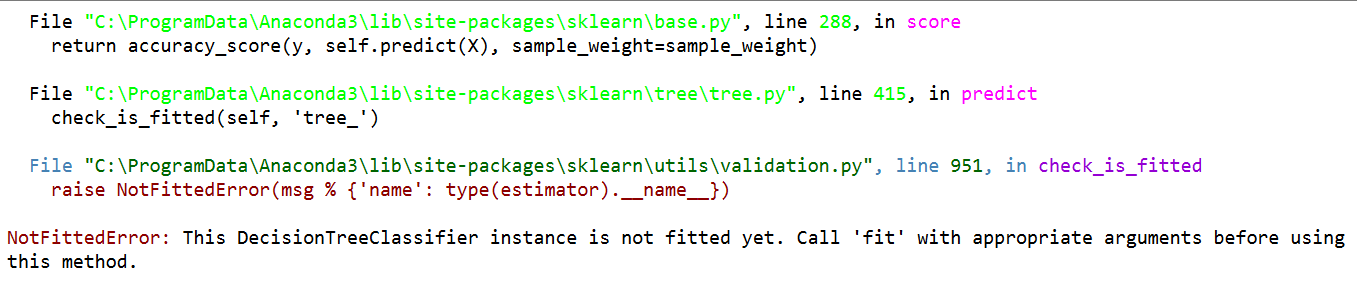 File "C:\ProgramData\Anaconda3\lib\site-packages\sklearn\base.py", line 288, in score
return accuracy_score(y, self.predict(X), sample_weight=sample_weight)
File "C:\ProgramData\Anaconda3\lib\site-packages\sklearn\tree\tree.py", line 415, in predict
check_is_fitted(self, 'tree_')
File "C:\ProgramData\Anaconda3\lib\site-packages\sklearn\utils\validation.py", line 951, in check_is_fitted
raise NotFittedError(msg % {'name': type(estimator).__name__})
NotFittedError: This DecisionTreeClassifier instance is not fitted yet. Call 'fit' with appropriate arguments before using
this method.